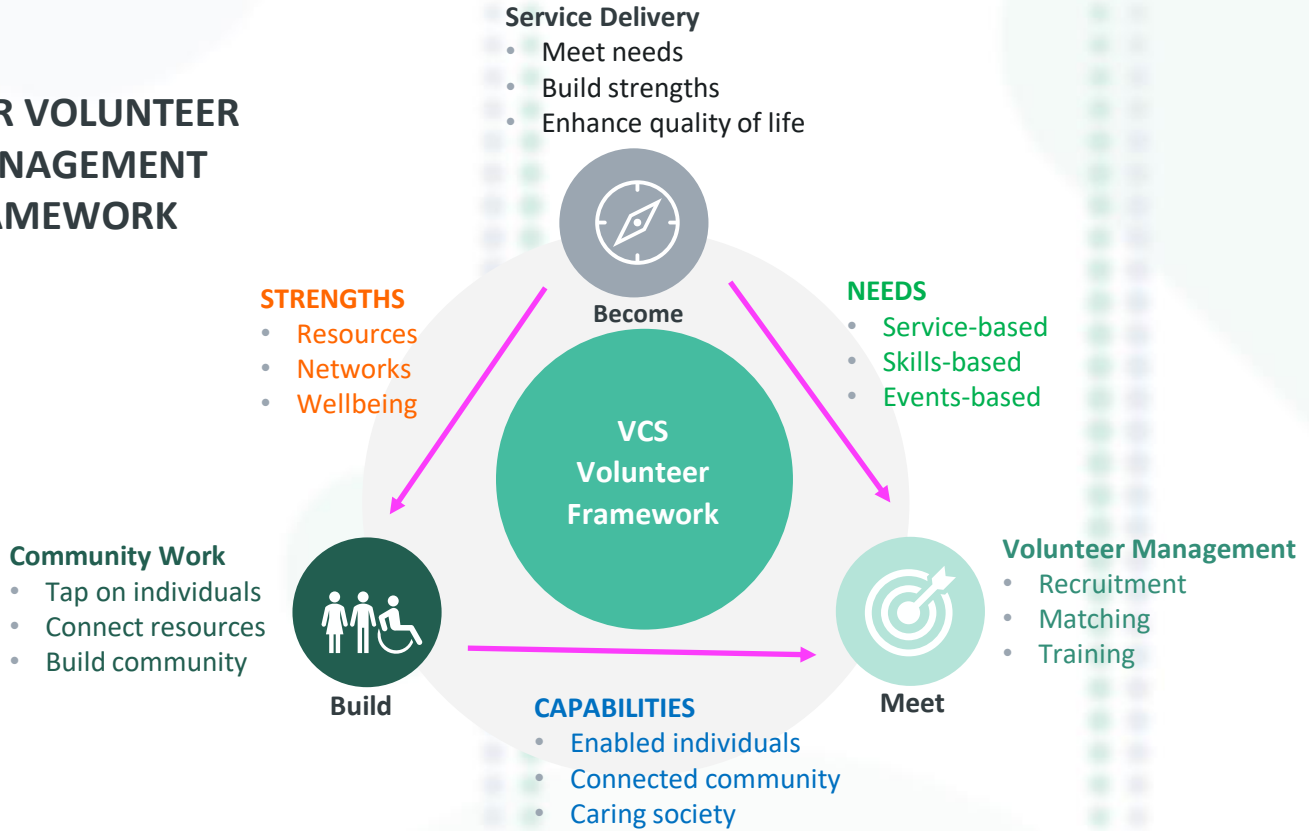 Service Delivery
• Meet needs
• Build strengths
• Enhance quality of life
R VOLUNTEER
NAGEMENT
AMEWORK
STRENGTHS
• Resources
• Networks
• Wellbeing
Become
NEEDS
• Service-based
• Skills-based
• Events-based
VCS
Volunteer
Framework
Community Work
• Tap on individuals
• Connect resources
• Build community
Build
Volunteer Management
• Recruitment
• Matching
• Training
Meet
CAPABILITIES
• Enabled individuals
• Connected community
• Caring society